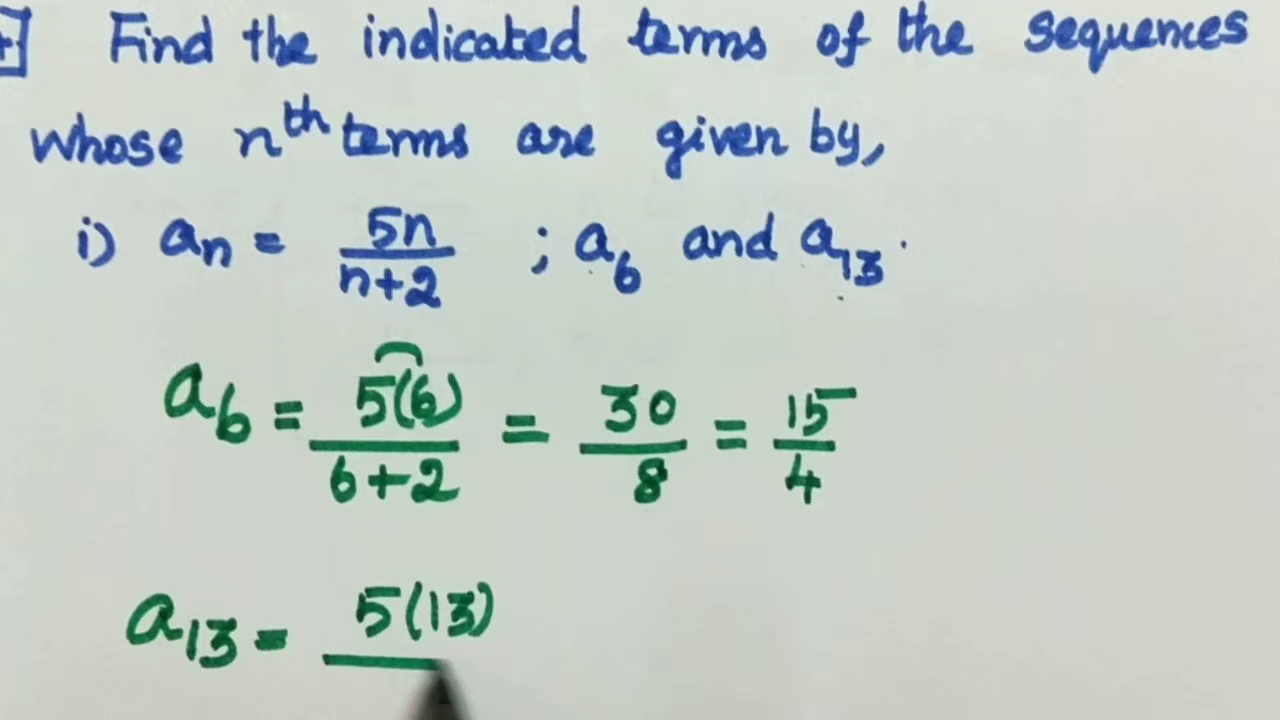 Find the indicated terms of the sequences
whose nth terms are given by,
i) an = 5n/n+2 ; a6 and a13.
a6 = 5(6)/6+2 = 30/8 = 15/4
a13 = 5(13)